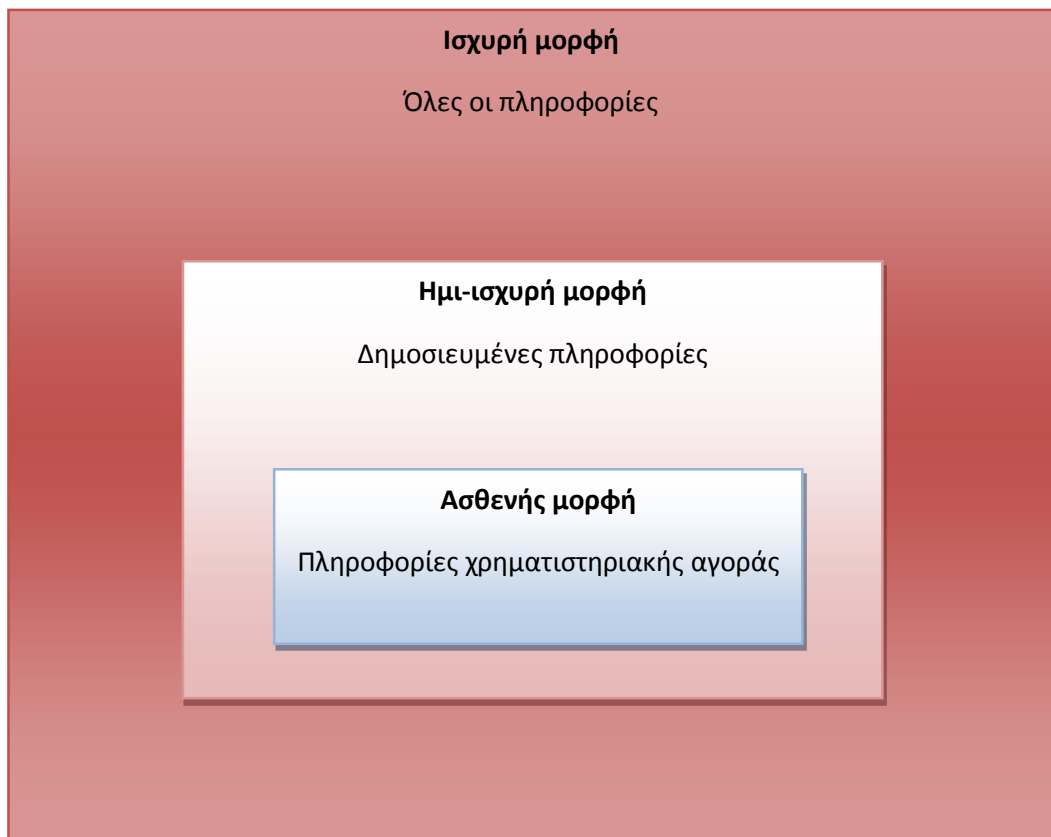 Ισχυρή μορφή
Όλες οι πληροφορίες
Ημι-ισχυρή μορφή
Δημοσιευμένες πληροφορίες
Ασθενής μορφή
Πληροφορίες χρηματιστηριακής αγοράς